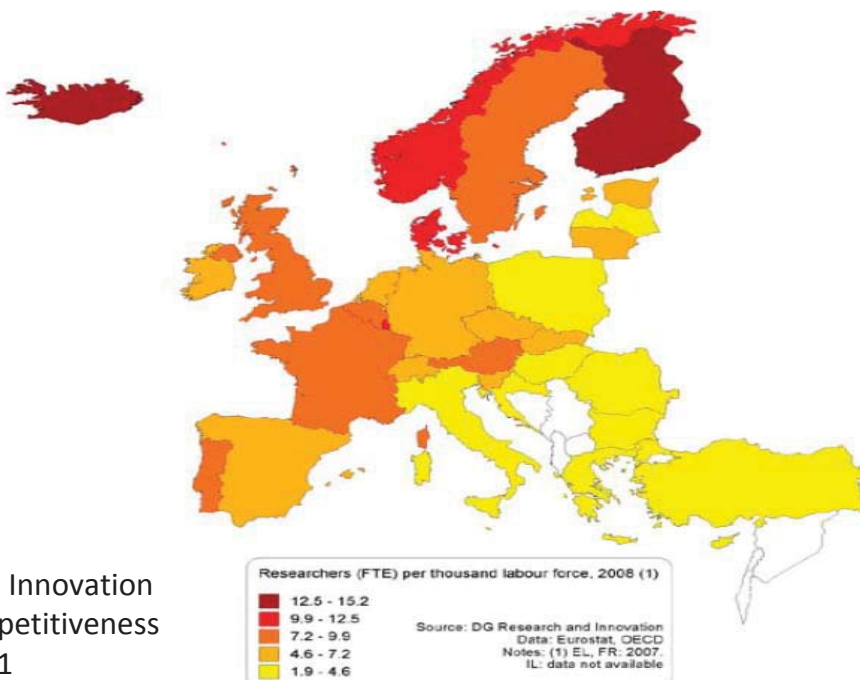 Innovation
petitiveness
1
Researchers (FTE) per thousand labour force, 2008 (1)
12.5 - 15.2
9.9 - 12.5
7.2 - 9.9
4.6 - 7.2
1.9 - 4.6
Source: DG Research and Innovation
Data: Eurostat, OECD
Notes: (1) EL, FR: 2007.
IL: data not available